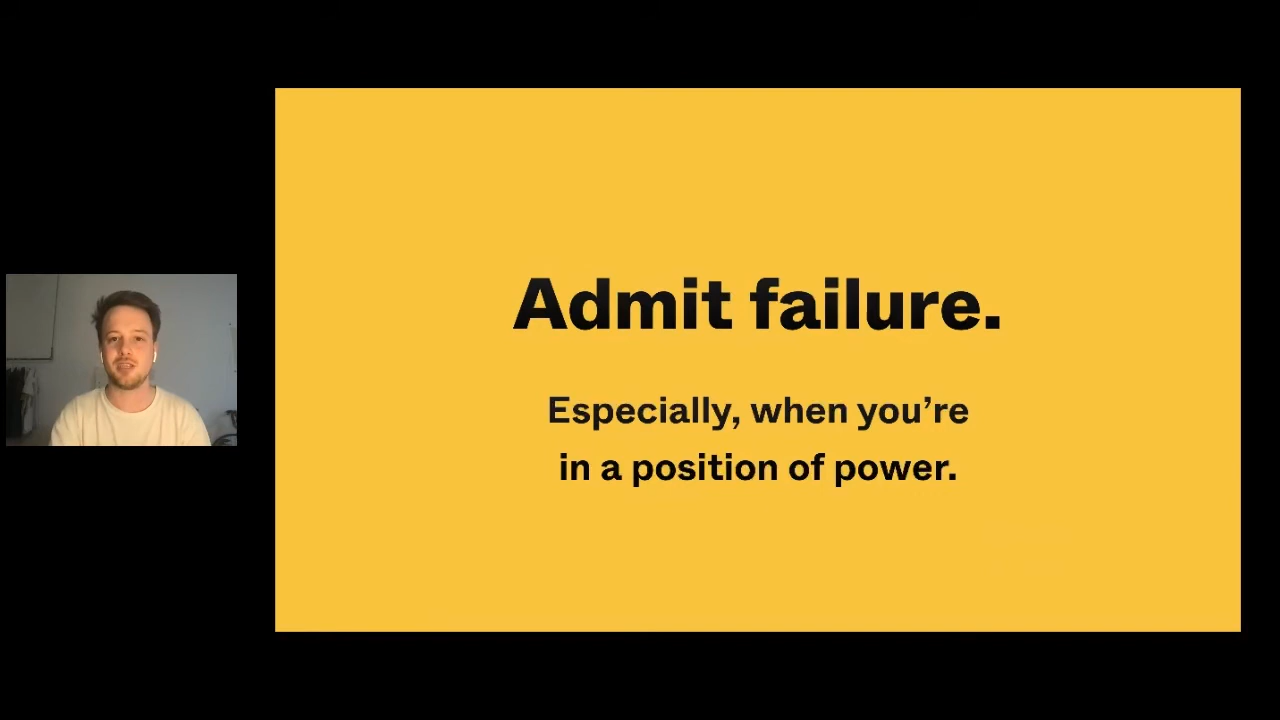 Admit failure.
Especially, when you’re
in a position of power.